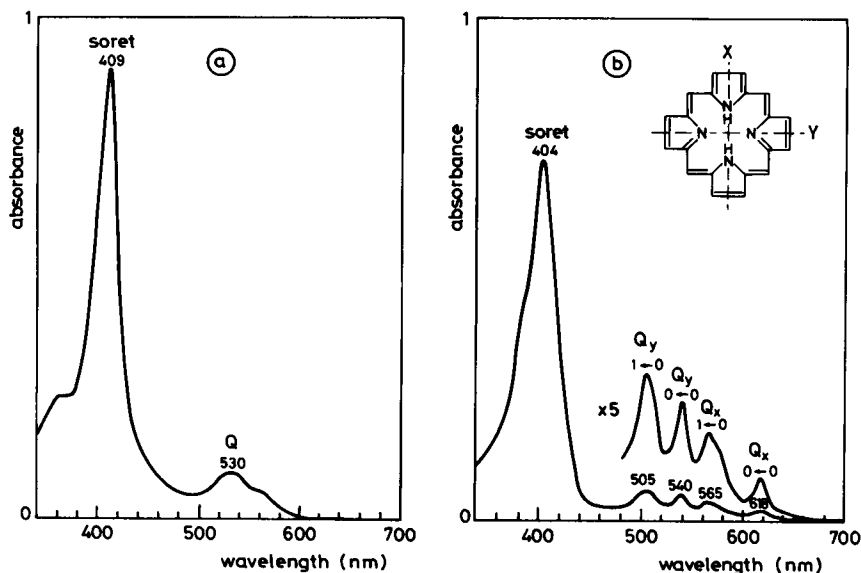 1
soret
409
a
absorbance
Q
530
0
400
500
600
700
wavelength (nm)
1
b
X
H
N
N
N
Y
H
N
soret
404
absorbance
Qy
1←0
Qy
0←0
x5
Qx
1←0
Qx
0←0
505
540
565
618
0
400
500
600
700
wavelength (nm)